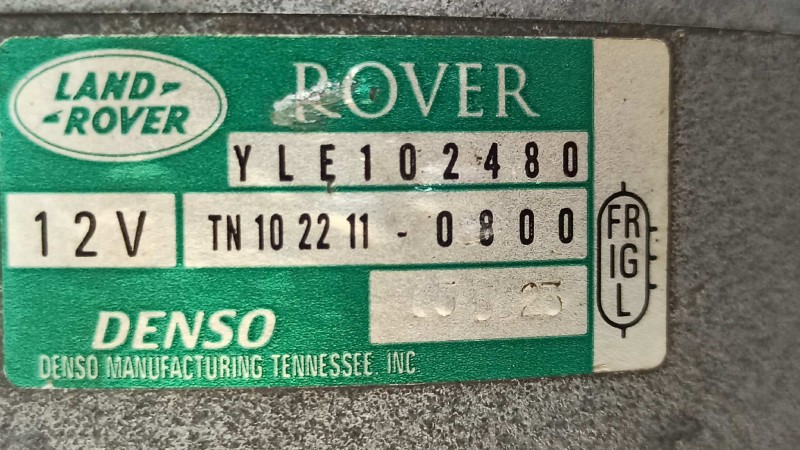 LAND-
-ROVER
ROVER
YLE102480
12V
TN 10 22 11 - 0800
FR
IG
L
DENSO
DENSO MANUFACTURING TENNESSEE INC